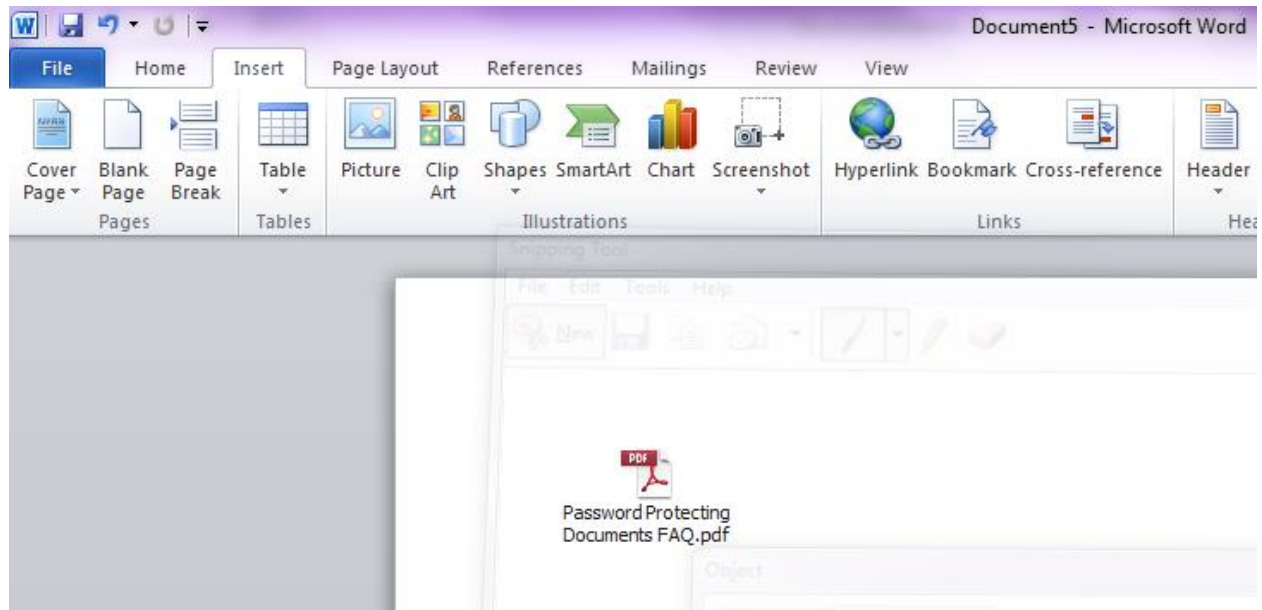 W
Document5 - Microsoft Word
File Home Insert Page Layout References Mailings Review View
Cover Page Blank Page Page Break Table Picture Clip Art Shapes SmartArt Chart Screenshot Hyperlink Bookmark Cross-reference Header
Pages Tables Illustrations Links Hea
Snipping Tool
File Edit Tools Help
New
PDF
Password Protecting
Documents FAQ.pdf
Object